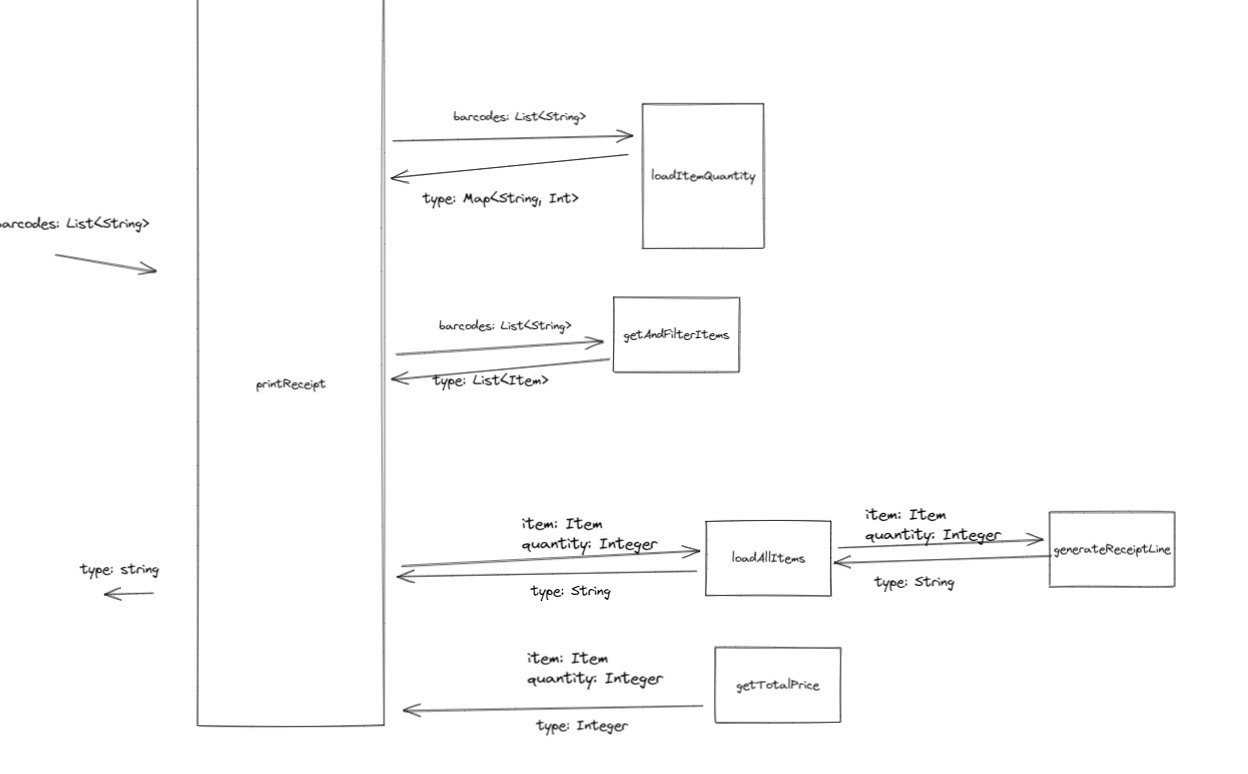 barcodes: List<String>
type: Map<String, Int>
loadItemQuantity
barcodes: List<String>
barcodes: List<String>
getAndFilterItems
type: List<Item>
printReceipt
item: Item
quantity: Integer
loadAllItems
type: String
item: Item
quantity: Integer
generateReceiptLine
type: String
type: string
item: Item
quantity: Integer
getTotalPrice
type: Integer